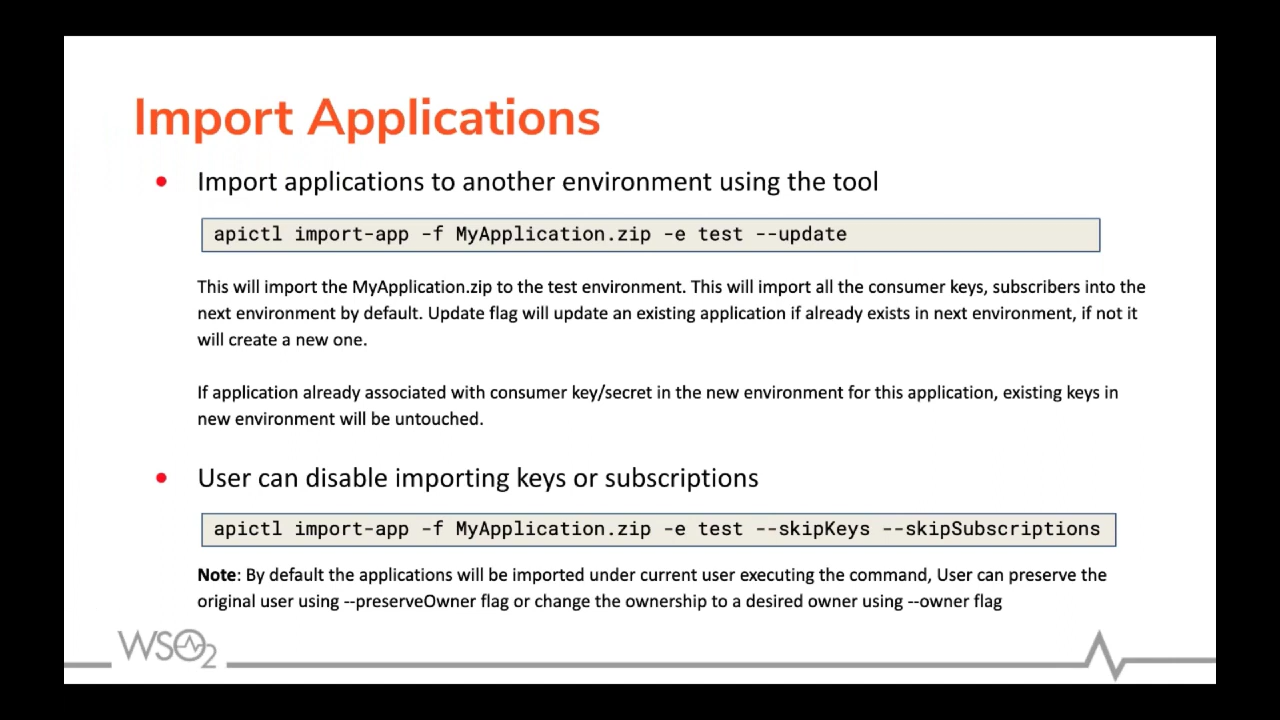 Import Applications
• Import applications to another environment using the tool
apictl import-app -f MyApplication.zip -e test --update
This will import the MyApplication.zip to the test environment. This will import all the consumer keys, subscribers into the
next environment by default. Update flag will update an existing application if already exists in next environment, if not it
will create a new one.
If application already associated with consumer key/secret in the new environment for this application, existing keys in
new environment will be untouched.
• User can disable importing keys or subscriptions
apictl import-app -f MyApplication.zip -e test --skipKeys --skipSubscriptions
Note: By default the applications will be imported under current user executing the command, User can preserve the
original user using --preserveOwner flag or change the ownership to a desired owner using --owner flag
WSO2